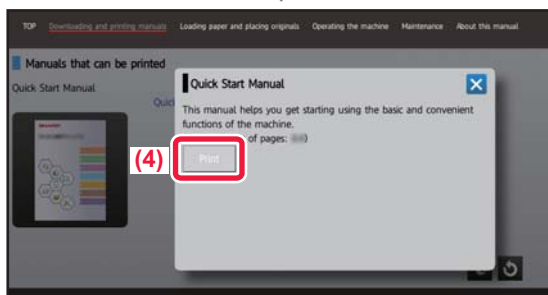 TOP Downloading and printing manuals Loading paper and placing originals Operating the machine Maintenance About this manual
Manuals that can be printed
Quick Start Manual
Quic
Quick Start Manual
This manual helps you get starting using the basic and convenient
functions of the machine.
of pages:
(4)
Print